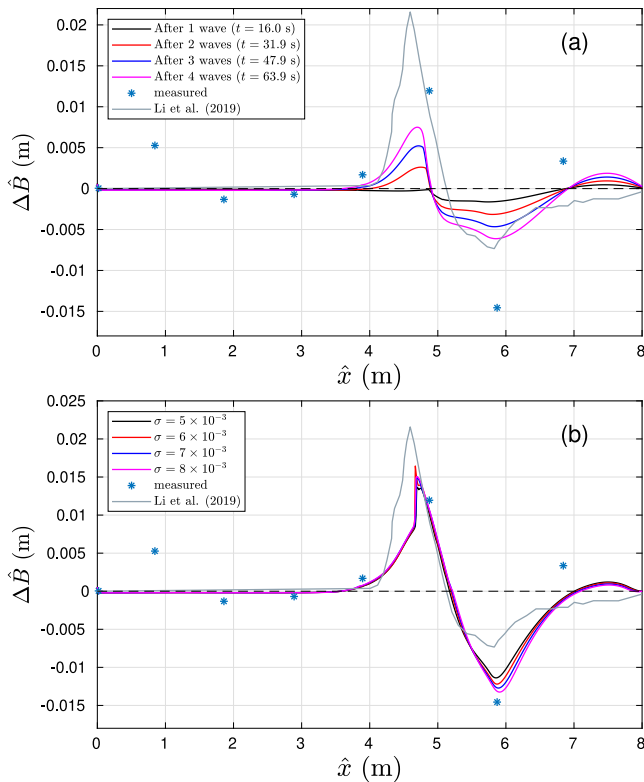 0.02
0.015
0.01
0.005
0
-0.005
-0.01
-0.015
ΔB̂ (m)
After 1 wave (t = 16.0 s)
After 2 waves (t = 31.9 s)
After 3 waves (t = 47.9 s)
After 4 waves (t = 63.9 s)
measured
Li et al. (2019)
(a)
0 1 2 3 4 5 6 7 8
x̂ (m)
0.025
0.02
0.015
0.01
0.005
0
-0.005
-0.01
-0.015
ΔB̂ (m)
σ = 5 × 10⁻³
σ = 6 × 10⁻³
σ = 7 × 10⁻³
σ = 8 × 10⁻³
measured
Li et al. (2019)
(b)
0 1 2 3 4 5 6 7 8
x̂ (m)